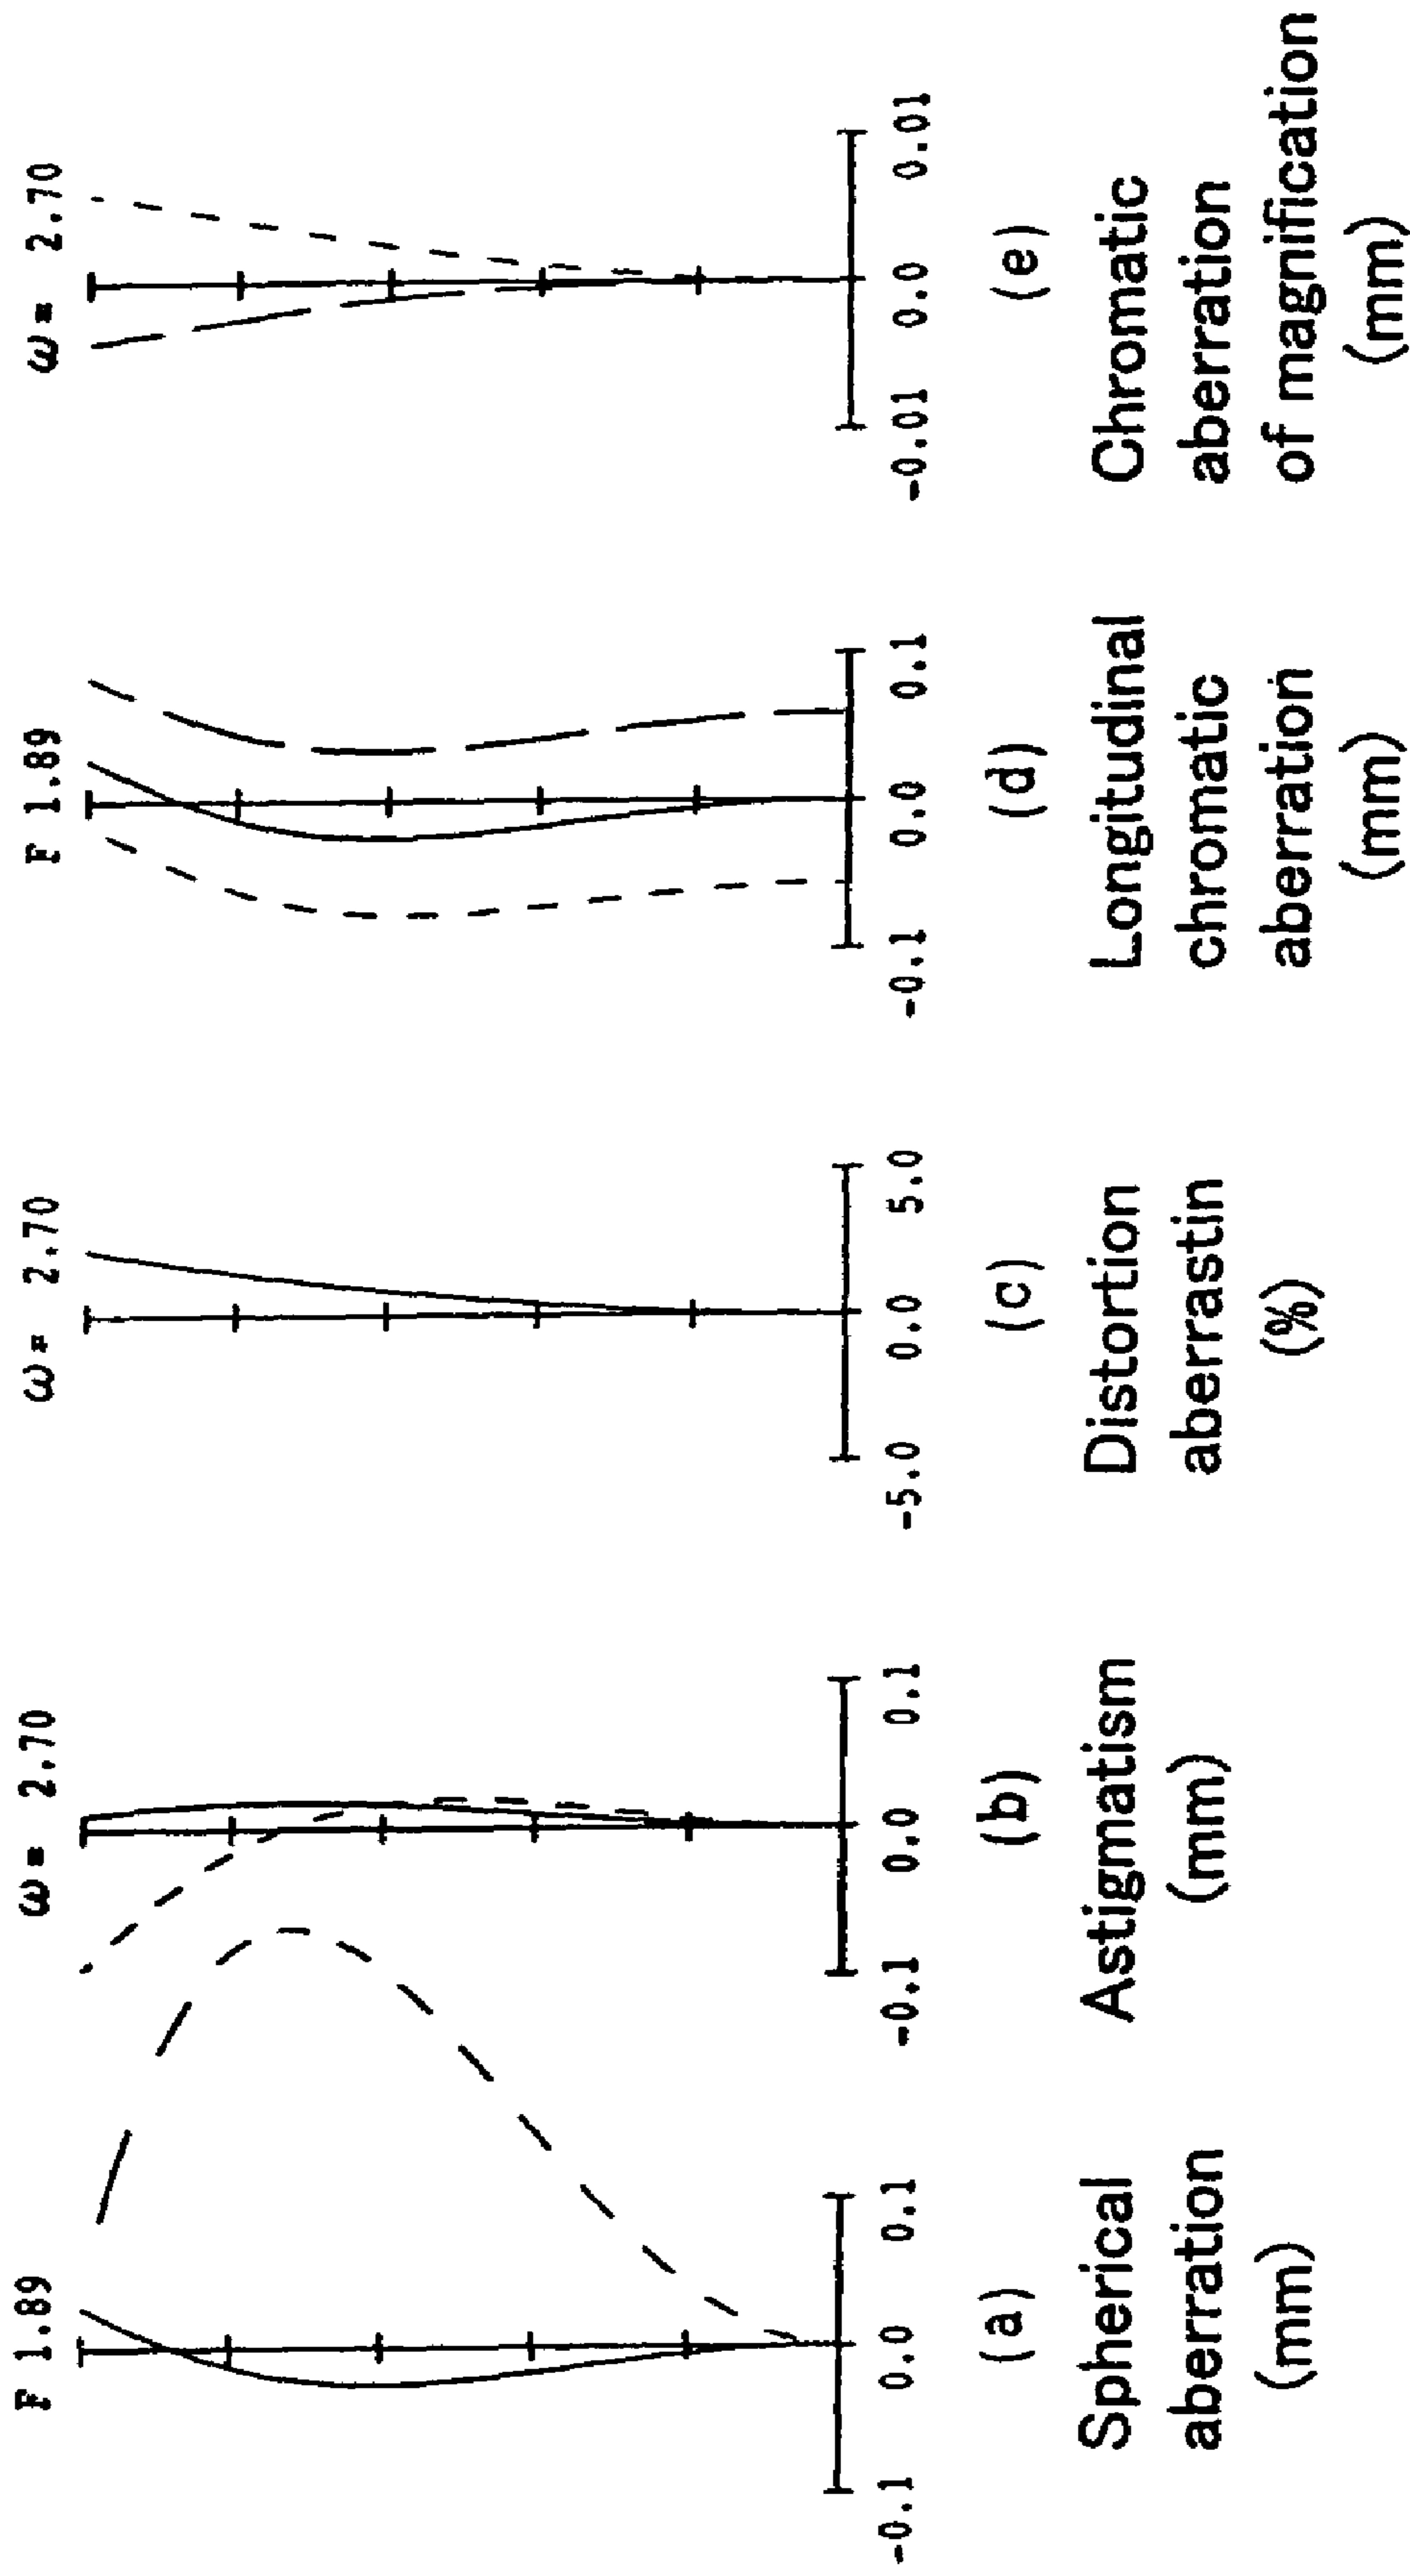 F 1.89
-0.1 0.0 0.1
(a)
Spherical
aberration
(mm)
ω= 2.70
-0.1 0.0 0.1
(b)
Astigmatism
(mm)
ω= 2.70
-5.0 0.0 5.0
(c)
Distortion
aberrastin
(%)
F 1.89
-0.1 0.0 0.1
(d)
Longitudinal
chromatic
aberration
(mm)
ω= 2.70
-0.01 0.0 0.01
(e)
Chromatic
aberration
of magnification
(mm)